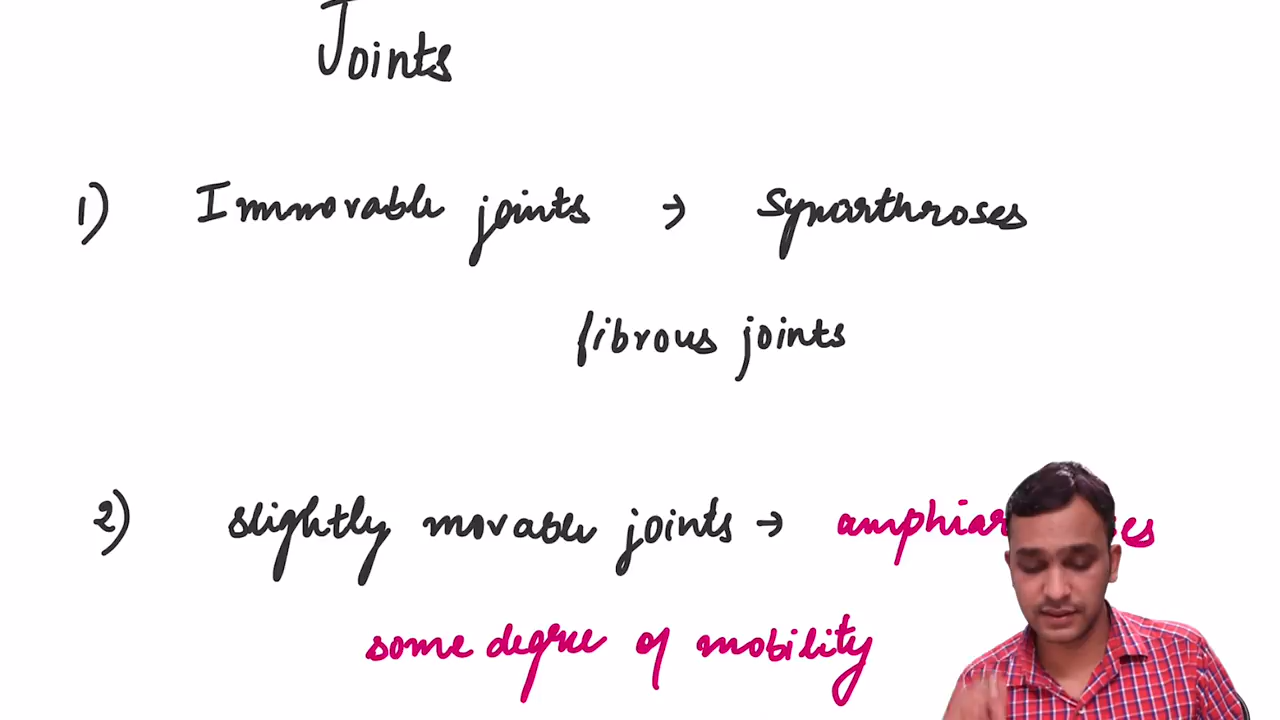 Joints
1) Immovable joints → Synarthroses
fibrous joints
2) slightly movable joints →
some degree of mobility